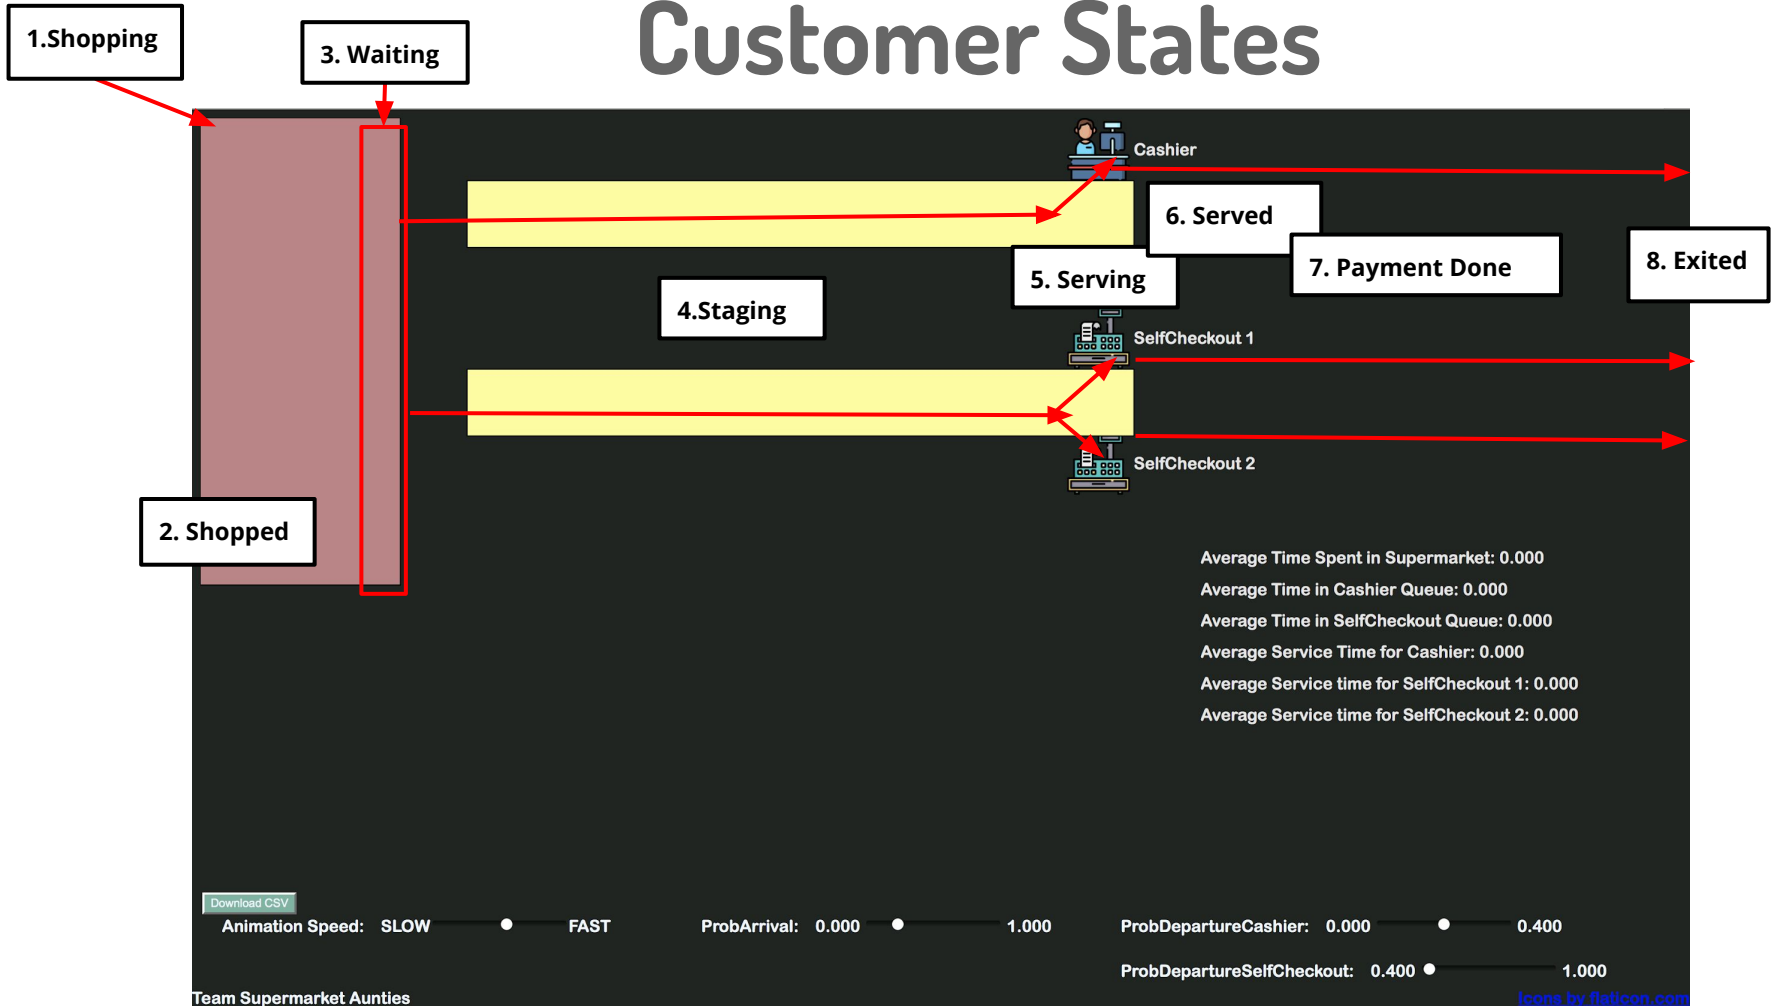 Customer States
1.Shopping
3. Waiting
Cashier
6. Served
7. Payment Done
8. Exited
5. Serving
4.Staging
SelfCheckout 1
SelfCheckout 2
2. Shopped
Average Time Spent in Supermarket: 0.000
Average Time in Cashier Queue: 0.000
Average Time in SelfCheckout Queue: 0.000
Average Service Time for Cashier: 0.000
Average Service time for SelfCheckout 1: 0.000
Average Service time for SelfCheckout 2: 0.000
Download CSV
Animation Speed: SLOW FAST ProbArrival: 0.000 1.000 ProbDepartureCashier: 0.000 0.400
ProbDepartureSelfCheckout: 0.400 1.000
Team Supermarket Aunties
Icons by flaticon.com